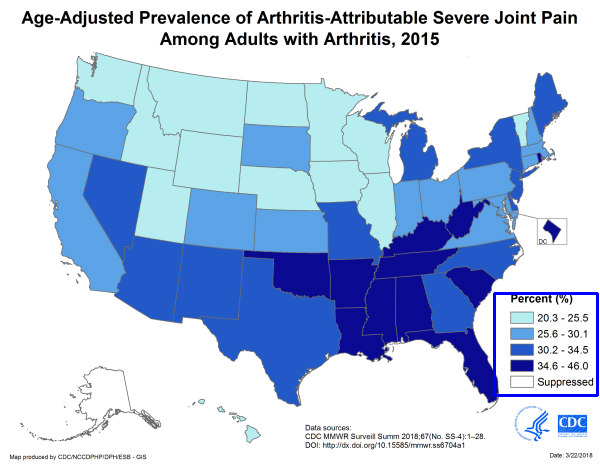 Age-Adjusted Prevalence of Arthritis-Attributable Severe Joint Pain
Among Adults with Arthritis, 2015
DC
Percent (%)
20.3 - 25.5
25.6 - 30.1
30.2 - 34.5
34.6 - 46.0
Suppressed
Data sources:
CDC MMWR Surveill Summ 2018;67(No. SS-4):1–28.
DOI: http://dx.doi.org/10.15585/mmwr.ss6704a1
CDC
Map produced by CDC/NCCDPHP/DPH/ESB - GIS
Date: 3/22/2018